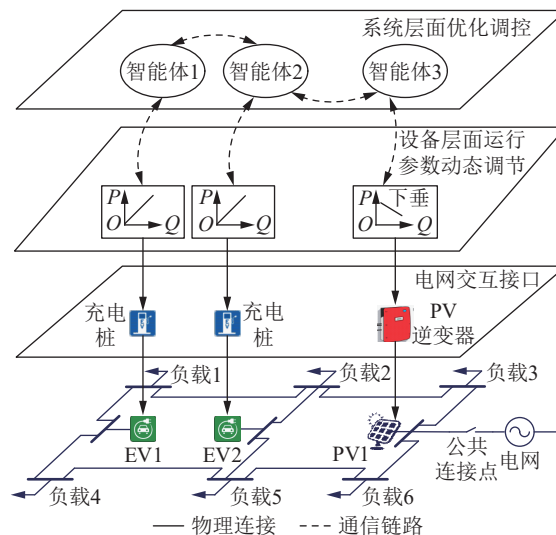 系统层面优化调控
智能体1
智能体2
智能体3
设备层面运行
参数动态调节
P
O
Q
P
O
Q
P
下垂
O
Q
电网交互接口
充电
桩
充电
桩
PV
逆变器
负载1
负载2
负载3
EV1
EV2
PV1
公共
连接点
电网
负载4
负载5
负载6
物理连接
通信链路